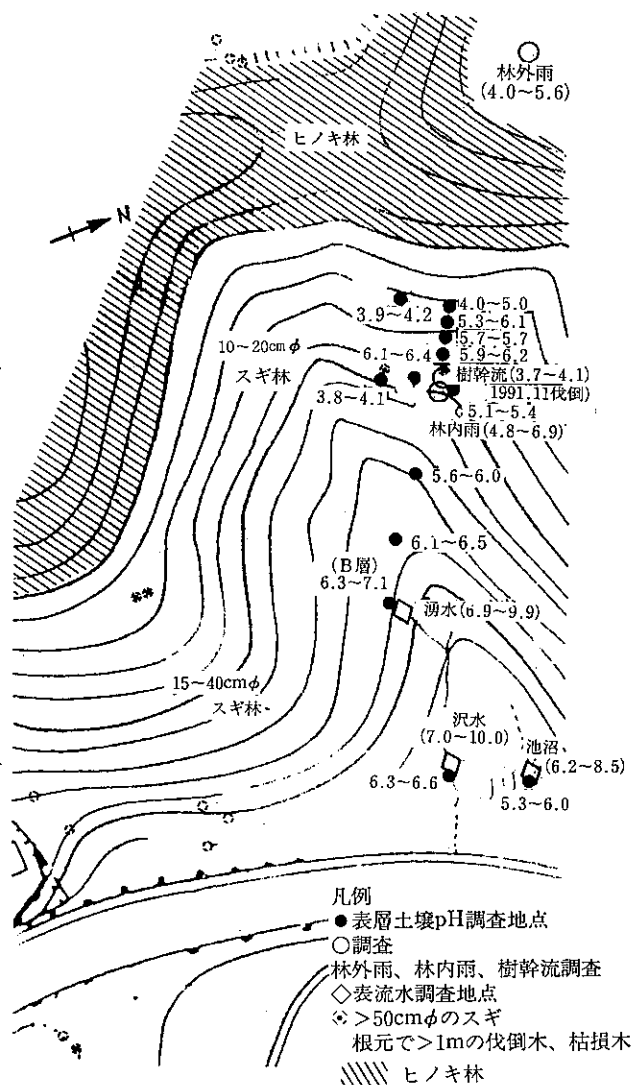 林外雨
(4.0～5.6)
ヒノキ林
N
4.0～5.0
3.9～4.2
5.3～6.1
5.7～5.7
10～20cmφ
6.1～6.4
5.9～6.2
スギ林
樹幹流(3.7～4.1)
3.8～4.1
1991.11伐倒)
5.1～5.4
林内雨(4.8～6.9)
5.6～6.0
6.1～6.5
(B層)
6.3～7.1
湧水(6.9～9.9)
15～40cmφ
スギ林
沢水
(7.0～10.0)
池沼
(6.2～8.5)
6.3～6.6
5.3～6.0
凡例
●表層土壌pH調査地点
○調査
林外雨、林内雨、樹幹流調査
◇表流水調査地点
>50cmφのスギ
根元で>1mの伐倒木、枯損木
ヒノキ林